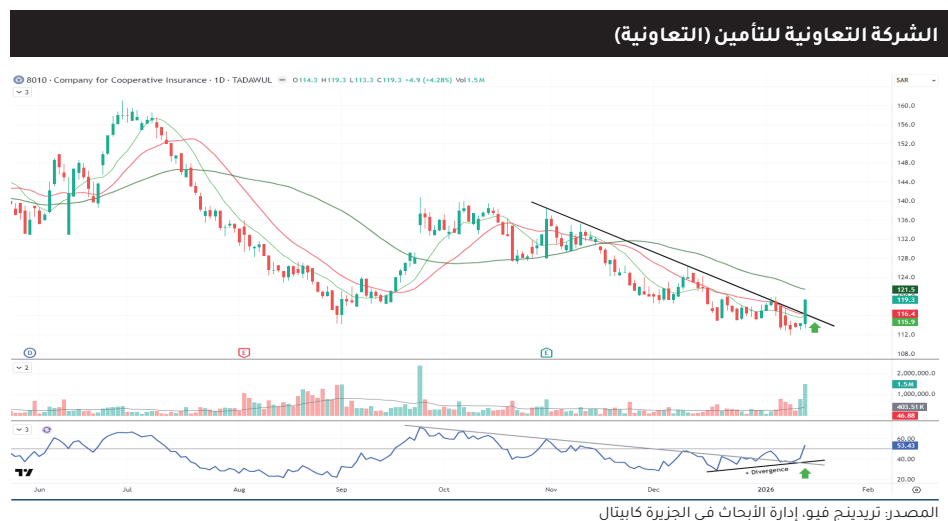 الشركة التعاونية للتأمين (التعاونية)
8010 · Company for Cooperative Insurance · 1D · TADAWUL O114.3 H119.3 L113.3 C119.3 +4.9 (+4.28%) Vol1.5M
SAR
3
160.0
156.0
152.0
148.0
144.0
140.0
136.0
132.0
128.0
124.0
121.5
119.3
116.4
115.9
112.0
108.0
D
E
E
2
2,000,000.0
1.5M
1,000,000.0
403.51K
46.88
3
60.00
53.43
40.00
20.00
+ Divergence
Jun Jul Aug Sep Oct Nov Dec 2026 Feb
المصدر: تريدينج فيو، إدارة الأبحاث في الجزيرة كابيتال